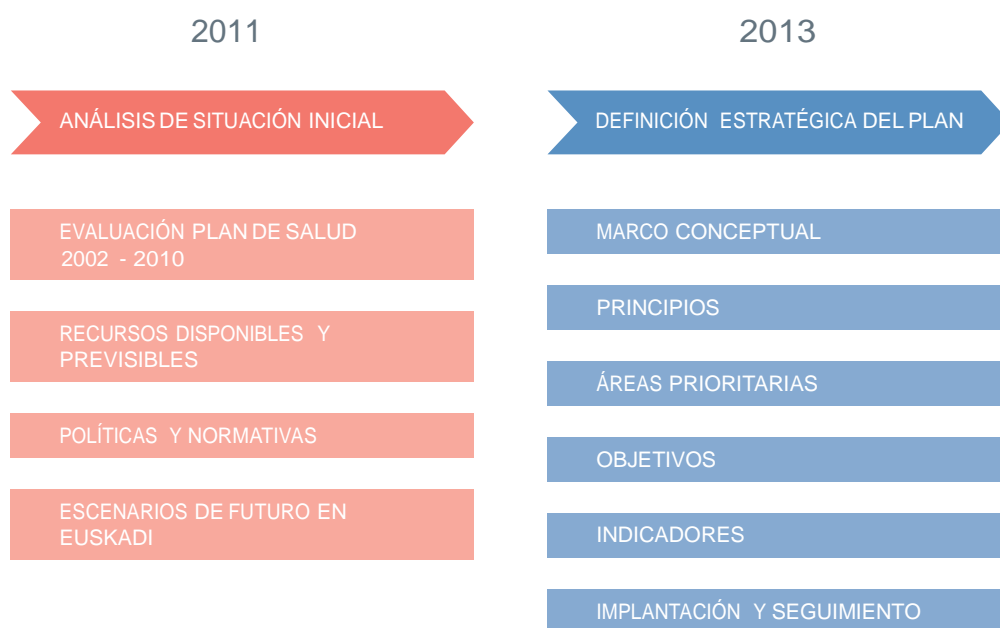 2011
ANÁLISIS DE SITUACIÓN INICIAL
EVALUACIÓN PLAN DE SALUD
2002 - 2010
RECURSOS DISPONIBLES Y
PREVISIBLES
POLÍTICAS Y NORMATIVAS
ESCENARIOS DE FUTURO EN
EUSKADI
2013
DEFINICIÓN ESTRATÉGICA DEL PLAN
MARCO CONCEPTUAL
PRINCIPIOS
ÁREAS PRIORITARIAS
OBJETIVOS
INDICADORES
IMPLANTACIÓN Y SEGUIMIENTO